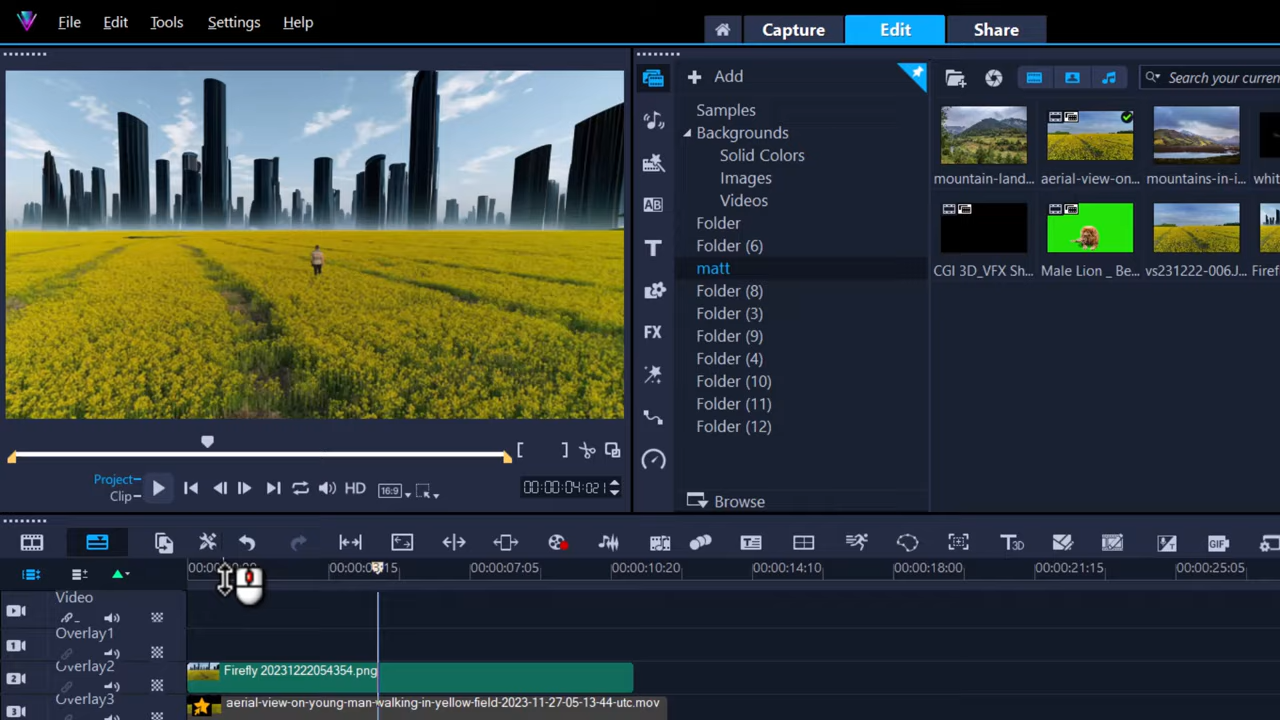 File Edit Tools Settings Help
Capture Edit Share
Add
Search your curren
Samples
Backgrounds
Solid Colors
Images
Videos
Folder
Folder (6)
matt
Folder (8)
Folder (3)
Folder (9)
Folder (4)
Folder (10)
Folder (11)
Folder (12)
Browse
AB
T
FX
mountain-land... aerial-view-on... mountains-in-i... whit
CGI 3D_VFX Sh... Male Lion _ Be... vs231222-006J... Firef
Project
Clip
HD
16:9
00:00:04:021
T3D
GIF
00:00:07:05 00:00:10:20 00:00:14:10 00:00:18:00 00:00:21:15 00:00:25:05
Video
Overlay1
Overlay2
Firefly 20231222054354.png
Overlay3
aerial-view-on-young-man-walking-in-yellow-field-2023-11-27-05-13-44-utc.mov